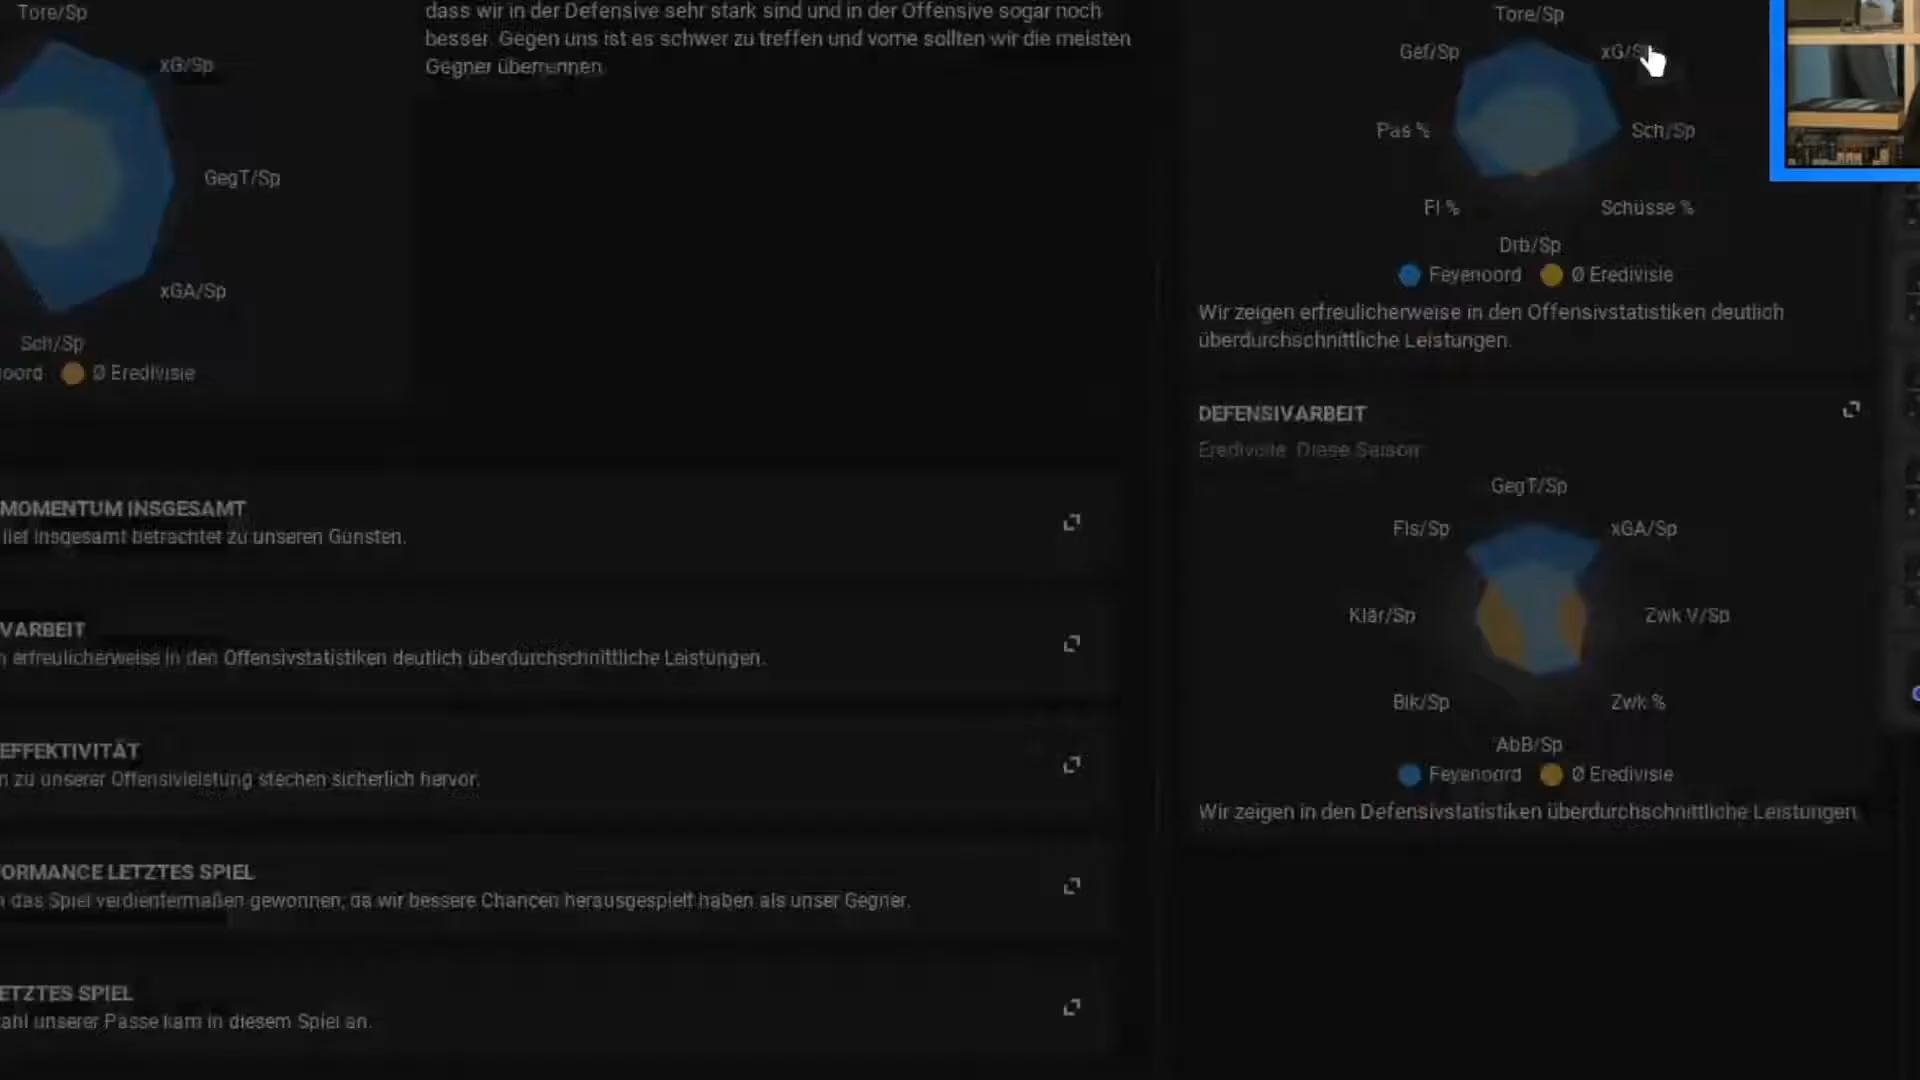 Tore/Sp
xG/Sp
GegT/Sp
xGA/Sp
Sch/Sp
Ø Eredivisie
dass wir in der Defensive sehr stark sind und in der Offensive sogar noch
besser. Gegen uns ist es schwer zu treffen und vorne sollten wir die meisten
Gegner überrennen.
MOMENTUM INSGESAMT
lief insgesamt betrachtet zu unseren Gunsten.
VARBEIT
n erfreulicherweise in den Offensivstatistiken deutlich überdurchschnittliche Leistungen.
EFFEKTIVITÄT
n zu unserer Offensivleistung stechen sicherlich hervor.
ORMANCE LETZTES SPIEL
n das Spiel verdientermaßen gewonnen, da wir bessere Chancen herausgespielt haben als unser Gegner.
ETZTES SPIEL
ahl unserer Pässe kam in diesem Spiel an.
Tore/Sp
Gef/Sp
xG/S
Pas %
Sch/Sp
Fl %
Schüsse %
Drb/Sp
Feyenoord
Ø Eredivisie
Wir zeigen erfreulicherweise in den Offensivstatistiken deutlich
überdurchschnittliche Leistungen.
DEFENSIVARBEIT
Eredivisie, Diese Saison
GegT/Sp
Fls/Sp
xGA/Sp
Klär/Sp
Zwk V/Sp
Blk/Sp
Zwk %
AbB/Sp
Feyenoord
Ø Eredivisie
Wir zeigen in den Defensivstatistiken überdurchschnittliche Leistungen